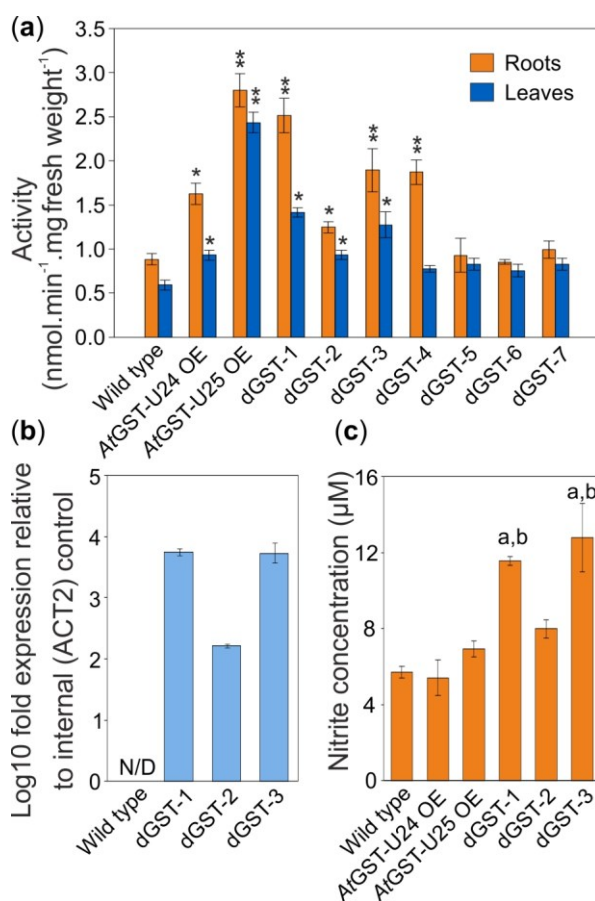 (a)
3.5
3.0
2.5
2.0
1.5
1.0
0.5
0.0
Activity
(nmol.min⁻¹.mg fresh weight⁻¹)
Roots
Leaves
*
*
**
**
**
*
*
*
**
*
**
Wild type
AtGST-U24 OE
AtGST-U25 OE
dGST-1
dGST-2
dGST-3
dGST-4
dGST-5
dGST-6
dGST-7
(b)
Log10 fold expression relative
to internal (ACT2) control
5
4
3
2
1
0
N/D
Wild type
dGST-1
dGST-2
dGST-3
(c)
Nitrite concentration (µM)
16
12
8
4
0
a,b
a,b
Wild type
AtGST-U24 OE
AtGST-U25 OE
dGST-1
dGST-2
dGST-3